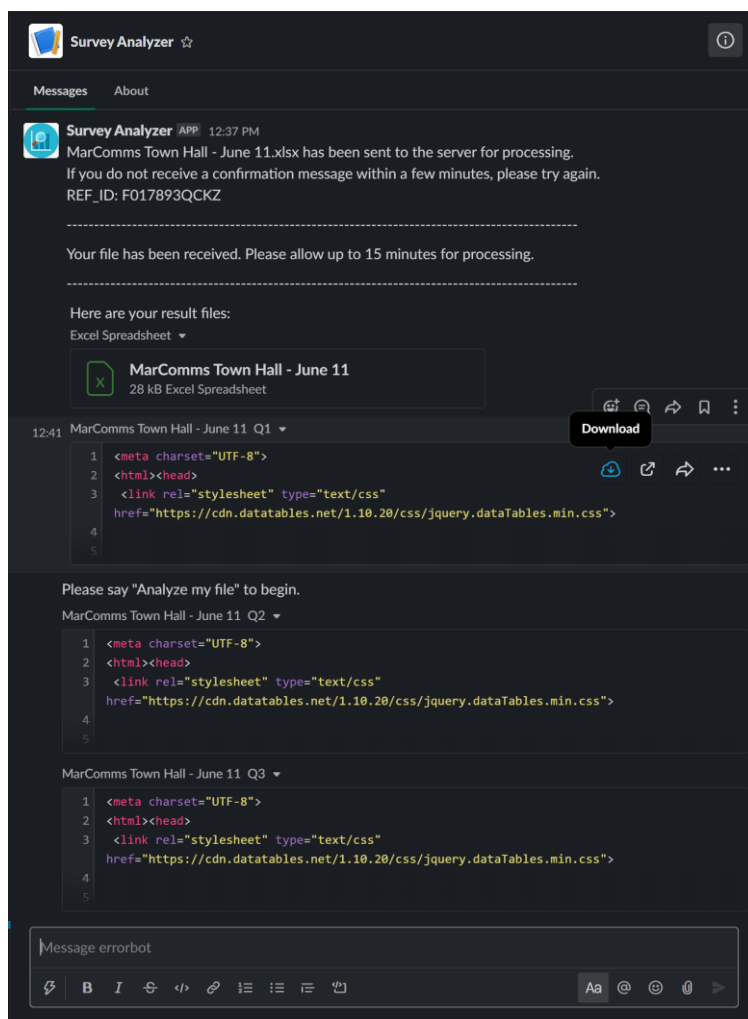 Survey Analyzer
Messages About
Survey Analyzer APP 12:37 PM
MarComms Town Hall - June 11.xlsx has been sent to the server for processing.
If you do not receive a confirmation message within a few minutes, please try again.
REF_ID: F017893QCKZ
------------------------------------------------------------------------------------------
Your file has been received. Please allow up to 15 minutes for processing.
------------------------------------------------------------------------------------------
Here are your result files:
Excel Spreadsheet
X
MarComms Town Hall - June 11
28 kB Excel Spreadsheet
Download
12:41 MarComms Town Hall - June 11 Q1
1 <meta charset="UTF-8">
2 <html><head>
3 <link rel="stylesheet" type="text/css"
href="https://cdn.datatables.net/1.10.20/css/jquery.dataTables.min.css">
4
5
Please say "Analyze my file" to begin.
MarComms Town Hall - June 11 Q2
1 <meta charset="UTF-8">
2 <html><head>
3 <link rel="stylesheet" type="text/css"
href="https://cdn.datatables.net/1.10.20/css/jquery.dataTables.min.css">
4
5
MarComms Town Hall - June 11 Q3
1 <meta charset="UTF-8">
2 <html><head>
3 <link rel="stylesheet" type="text/css"
href="https://cdn.datatables.net/1.10.20/css/jquery.dataTables.min.css">
4
5
Message errorbot
B I S </> Aa @